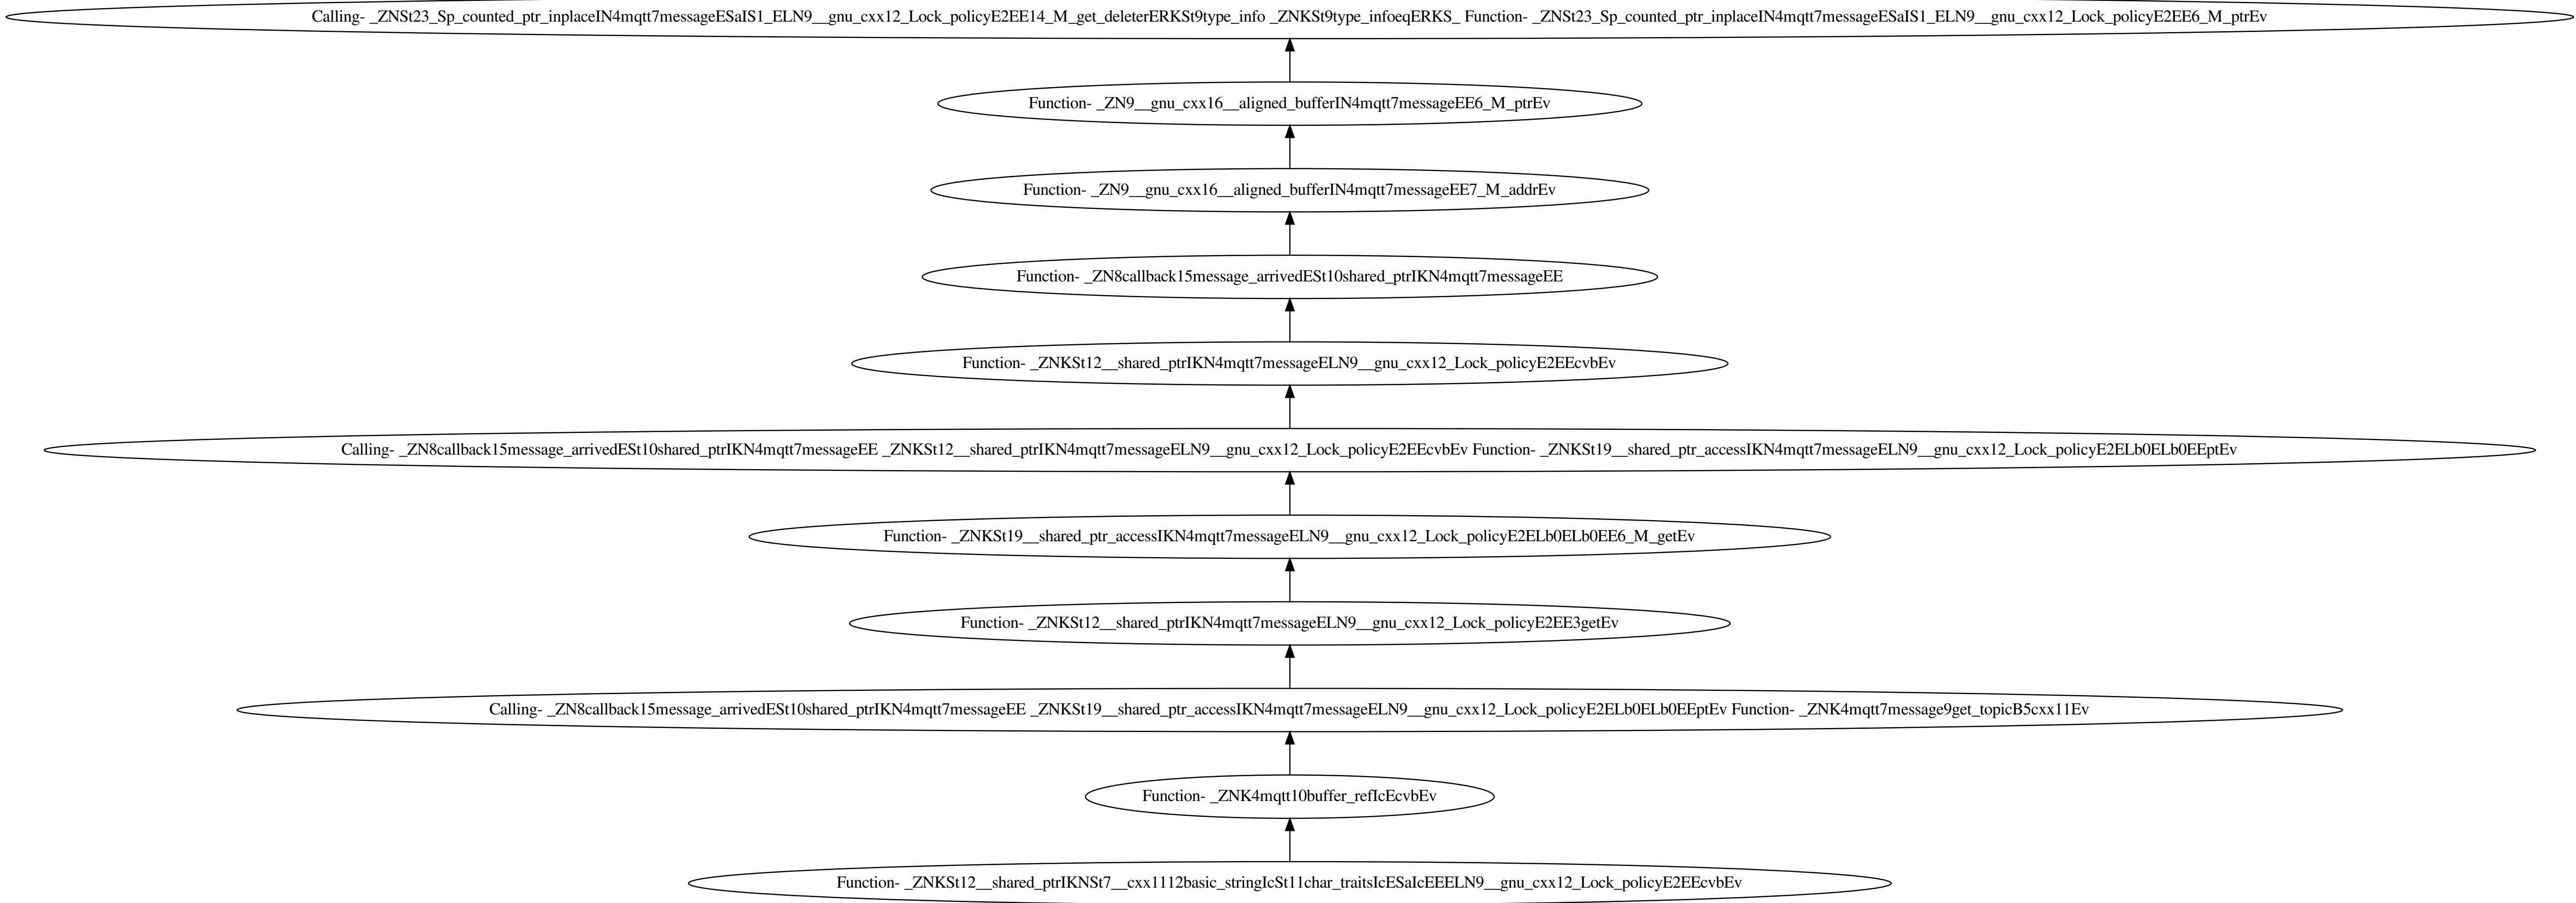 Calling- _ZNSt23_Sp_counted_ptr_inplaceIN4mqtt7messageESaIS1_ELN9__gnu_cxx12_Lock_policyE2EE14_M_get_deleterERKSt9type_info _ZNKSt9type_infoeqERKS_ Function- _ZNSt23_Sp_counted_ptr_inplaceIN4mqtt7messageESaIS1_ELN9__gnu_cxx12_Lock_policyE2EE6_M_ptrEv
Function- _ZN9__gnu_cxx16__aligned_bufferIN4mqtt7messageEE6_M_ptrEv
Function- _ZN9__gnu_cxx16__aligned_bufferIN4mqtt7messageEE7_M_addrEv
Function- _ZN8callback15message_arrivedESt10shared_ptrIKN4mqtt7messageEE
Function- _ZNKSt12__shared_ptrIKN4mqtt7messageELN9__gnu_cxx12_Lock_policyE2EEcvbEv
Calling- _ZN8callback15message_arrivedESt10shared_ptrIKN4mqtt7messageEE _ZNKSt12__shared_ptrIKN4mqtt7messageELN9__gnu_cxx12_Lock_policyE2EEcvbEv Function- _ZNKSt19__shared_ptr_accessIKN4mqtt7messageELN9__gnu_cxx12_Lock_policyE2ELb0ELb0EEptEv
Function- _ZNKSt19__shared_ptr_accessIKN4mqtt7messageELN9__gnu_cxx12_Lock_policyE2ELb0ELb0EE6_M_getEv
Function- _ZNKSt12__shared_ptrIKN4mqtt7messageELN9__gnu_cxx12_Lock_policyE2EE3getEv
Calling- _ZN8callback15message_arrivedESt10shared_ptrIKN4mqtt7messageEE _ZNKSt19__shared_ptr_accessIKN4mqtt7messageELN9__gnu_cxx12_Lock_policyE2ELb0ELb0EEptEv Function- _ZNK4mqtt7message9get_topicB5cxx11Ev
Function- _ZNK4mqtt10buffer_refIcEcvbEv
Function- _ZNKSt12__shared_ptrIKNSt7__cxx1112basic_stringIcSt11char_traitsIcESaIcEEELN9__gnu_cxx12_Lock_policyE2EEcvbEv